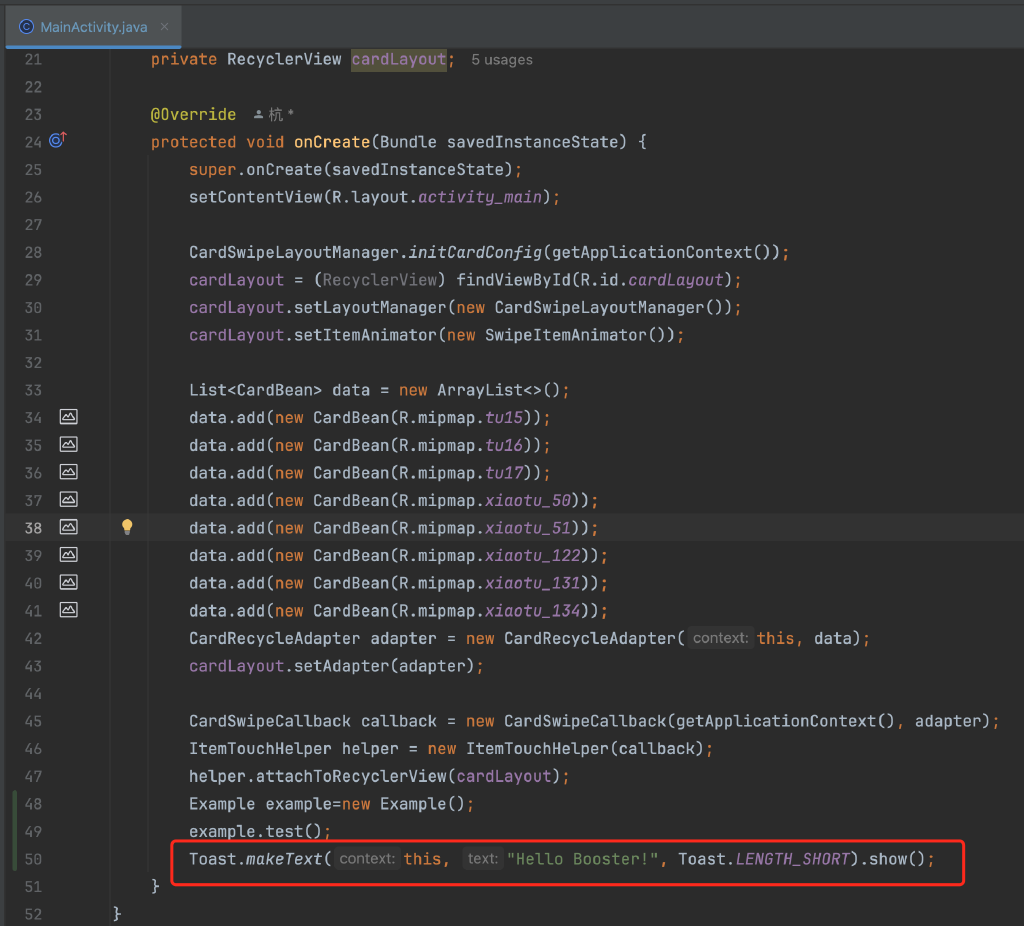 MainActivity.java
21 private RecyclerView cardLayout; 5 usages
22
23 @Override 杭 *
24 protected void onCreate(Bundle savedInstanceState) {
25 super.onCreate(savedInstanceState);
26 setContentView(R.layout.activity_main);
27
28 CardSwipeLayoutManager.initCardConfig(getApplicationContext());
29 cardLayout = (RecyclerView) findViewById(R.id.cardLayout);
30 cardLayout.setLayoutManager(new CardSwipeLayoutManager());
31 cardLayout.setItemAnimator(new SwipeItemAnimator());
32
33 List<CardBean> data = new ArrayList<>();
34 data.add(new CardBean(R.mipmap.tu15));
35 data.add(new CardBean(R.mipmap.tu16));
36 data.add(new CardBean(R.mipmap.tu17));
37 data.add(new CardBean(R.mipmap.xiaotu_50));
38 data.add(new CardBean(R.mipmap.xiaotu_51));
39 data.add(new CardBean(R.mipmap.xiaotu_122));
40 data.add(new CardBean(R.mipmap.xiaotu_131));
41 data.add(new CardBean(R.mipmap.xiaotu_134));
42 CardRecycleAdapter adapter = new CardRecycleAdapter( context: this, data);
43 cardLayout.setAdapter(adapter);
44
45 CardSwipeCallback callback = new CardSwipeCallback(getApplicationContext(), adapter);
46 ItemTouchHelper helper = new ItemTouchHelper(callback);
47 helper.attachToRecyclerView(cardLayout);
48 Example example=new Example();
49 example.test();
50 Toast.makeText( context: this, text: "Hello Booster!", Toast.LENGTH_SHORT).show();
51 }
52 }